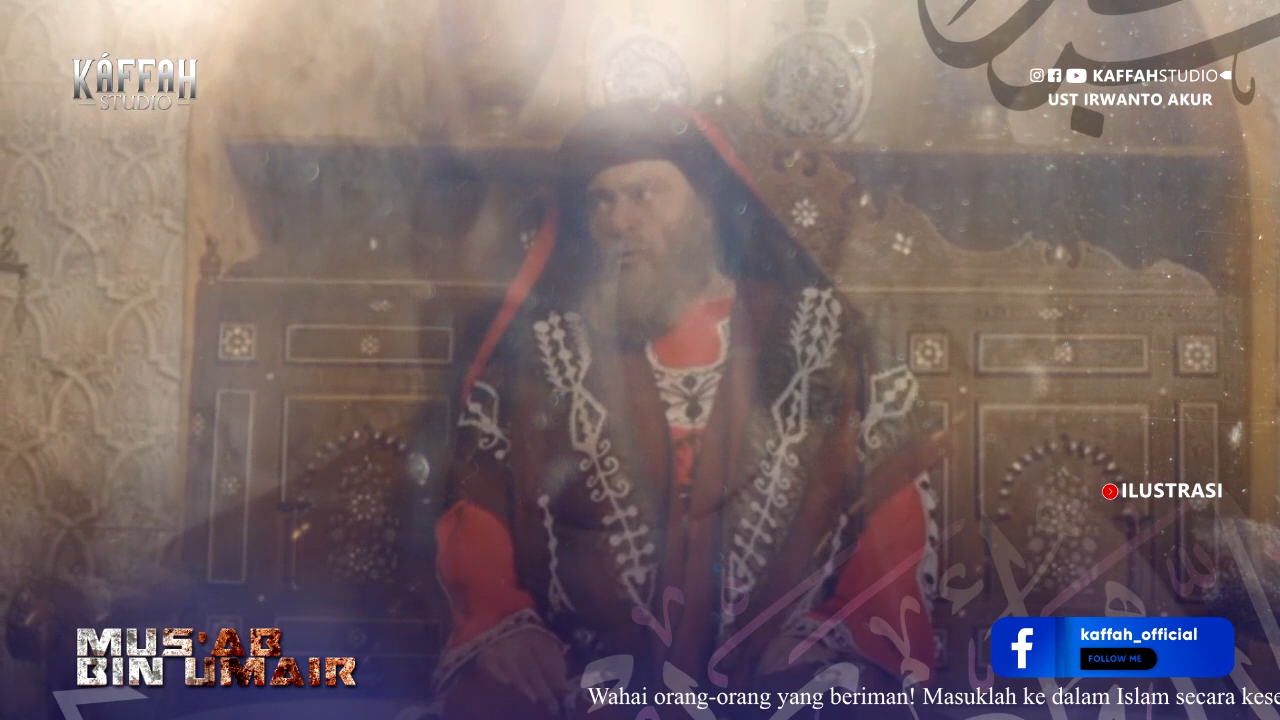 KÁFFAH
STUDIO
KAFFAHSTUDIO
UST IRWANTO AKUR
ILUSTRASI
MUS'AB
BIN UMAIR
kaffah_official
FOLLOW ME
Wahai orang-orang yang beriman! Masuklah ke dalam Islam secara